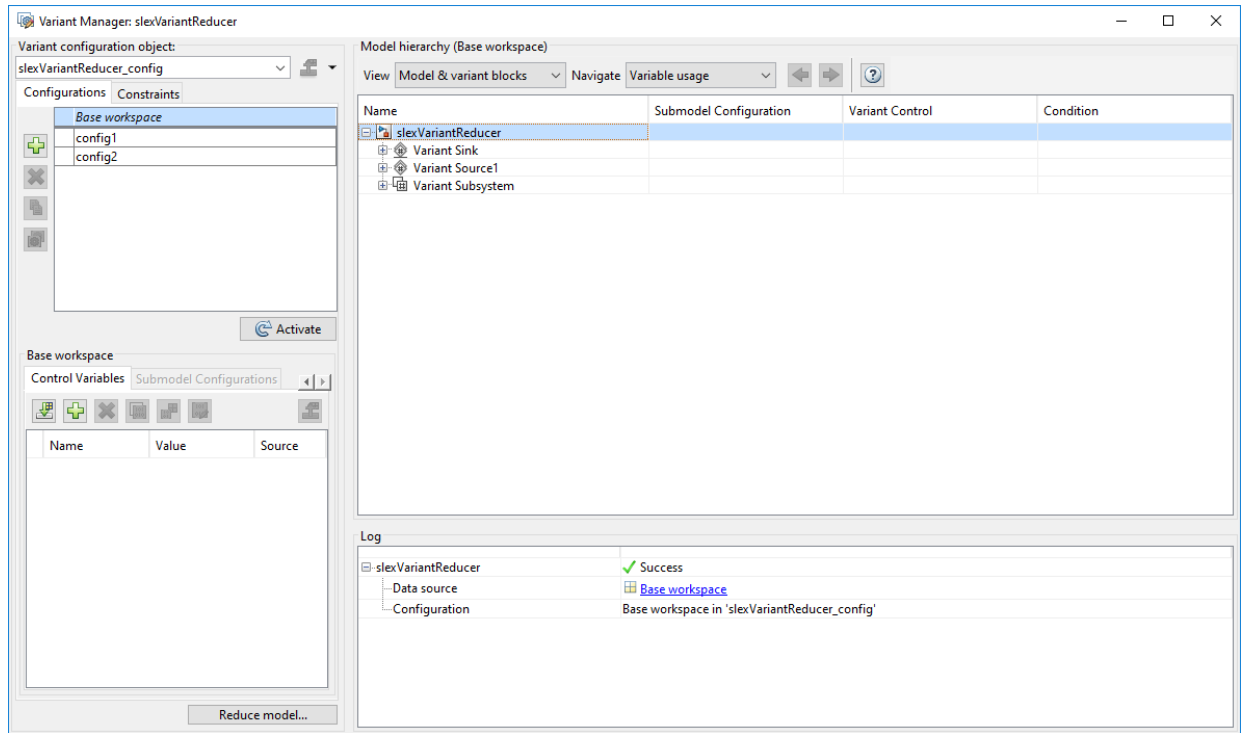 Variant Manager: slexVariantReducer
Variant configuration object:
slexVariantReducer_config
Configurations Constraints
Base workspace
config1
config2
Activate
Base workspace
Control Variables Submodel Configurations
Name Value Source
Reduce model...
Model hierarchy (Base workspace)
View Model & variant blocks Navigate Variable usage
Name Submodel Configuration Variant Control Condition
slexVariantReducer
Variant Sink
Variant Source1
Variant Subsystem
Log
slexVariantReducer Success
Data source Base workspace
Configuration Base workspace in 'slexVariantReducer_config'